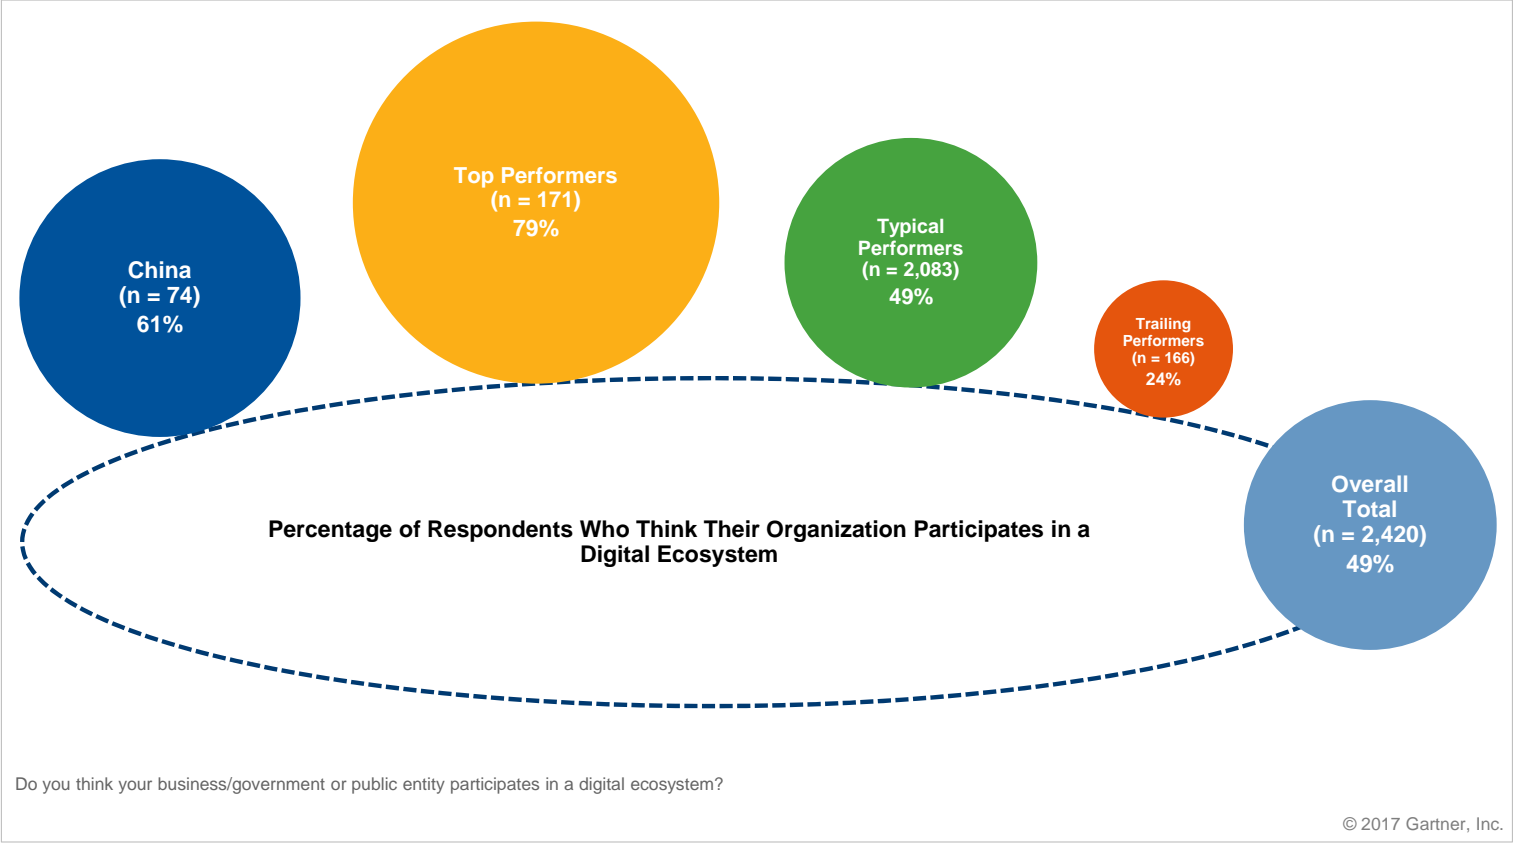 China
(n = 74)
61%
Top Performers
(n = 171)
79%
Typical
Performers
(n = 2,083)
49%
Trailing
Performers
(n = 166)
24%
Overall
Total
(n = 2,420)
49%
Percentage of Respondents Who Think Their Organization Participates in a
Digital Ecosystem
Do you think your business/government or public entity participates in a digital ecosystem?
© 2017 Gartner, Inc.